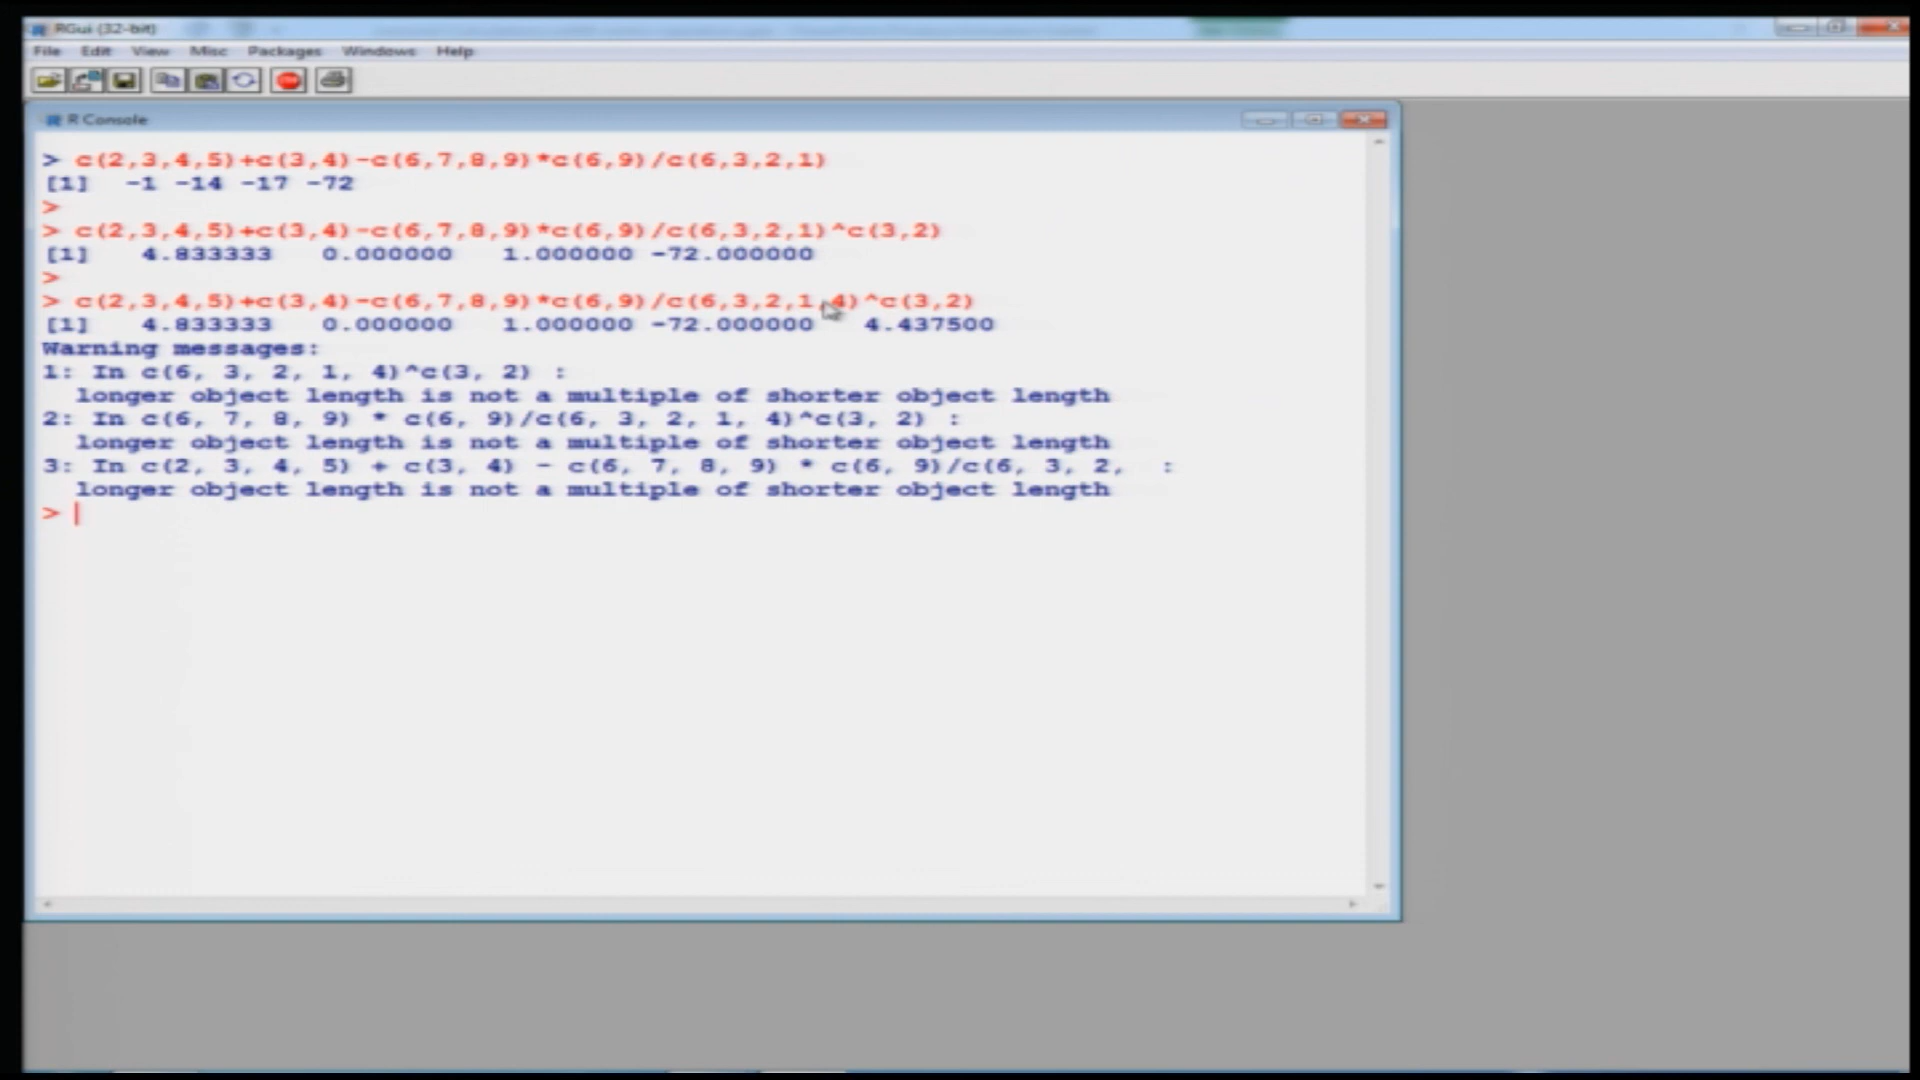 RGui (32-bit)
File Edit View Misc Packages Windows Help
R Console
> c(2,3,4,5)+c(3,4)-c(6,7,8,9)*c(6,9)/c(6,3,2,1)
[1] -1 -14 -17 -72
>
> c(2,3,4,5)+c(3,4)-c(6,7,8,9)*c(6,9)/c(6,3,2,1)^c(3,2)
[1] 4.833333 0.000000 1.000000 -72.000000
>
> c(2,3,4,5)+c(3,4)-c(6,7,8,9)*c(6,9)/c(6,3,2,1,4)^c(3,2)
[1] 4.833333 0.000000 1.000000 -72.000000 4.437500
Warning messages:
1: In c(6, 3, 2, 1, 4)^c(3, 2) :
longer object length is not a multiple of shorter object length
2: In c(6, 7, 8, 9) * c(6, 9)/c(6, 3, 2, 1, 4)^c(3, 2) :
longer object length is not a multiple of shorter object length
3: In c(2, 3, 4, 5) + c(3, 4) - c(6, 7, 8, 9) * c(6, 9)/c(6, 3, 2, :
longer object length is not a multiple of shorter object length
>